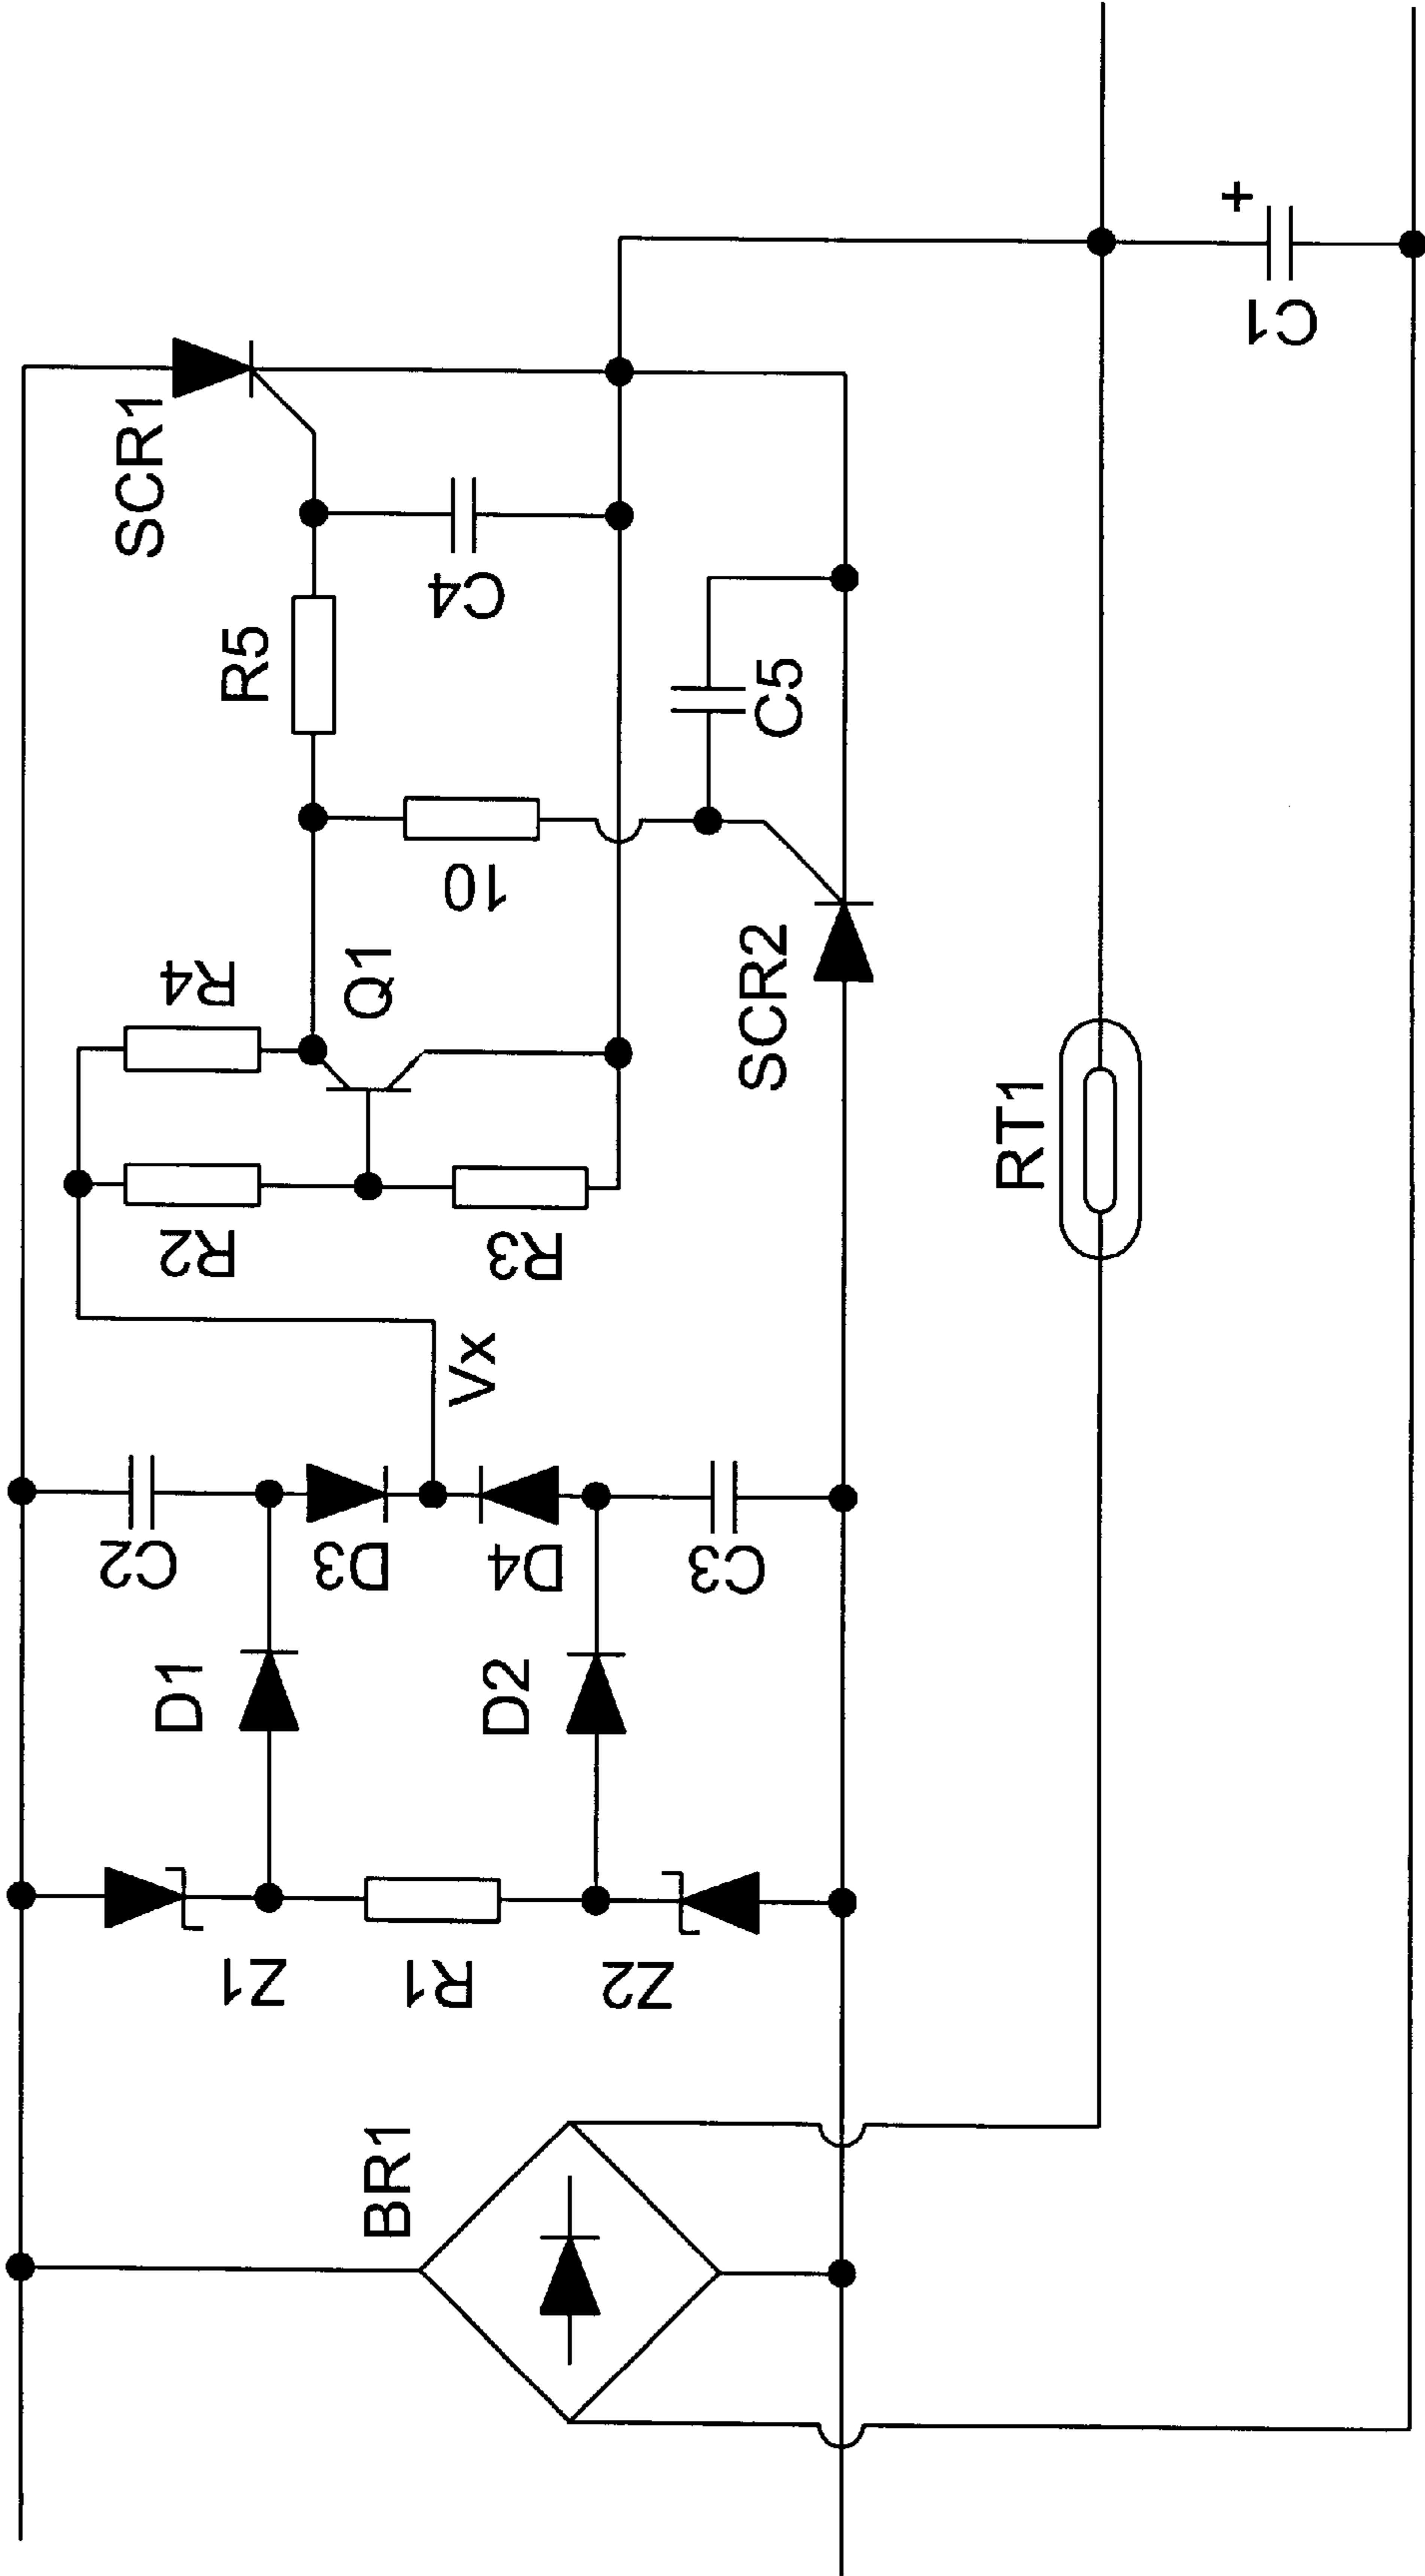 +
C1
SCR1
C4
R5
C5
10
R4
Q1
SCR2
RT1
R2
R3
Vx
C2
D3
D4
C3
D1
D2
Z1
R1
Z2
BR1